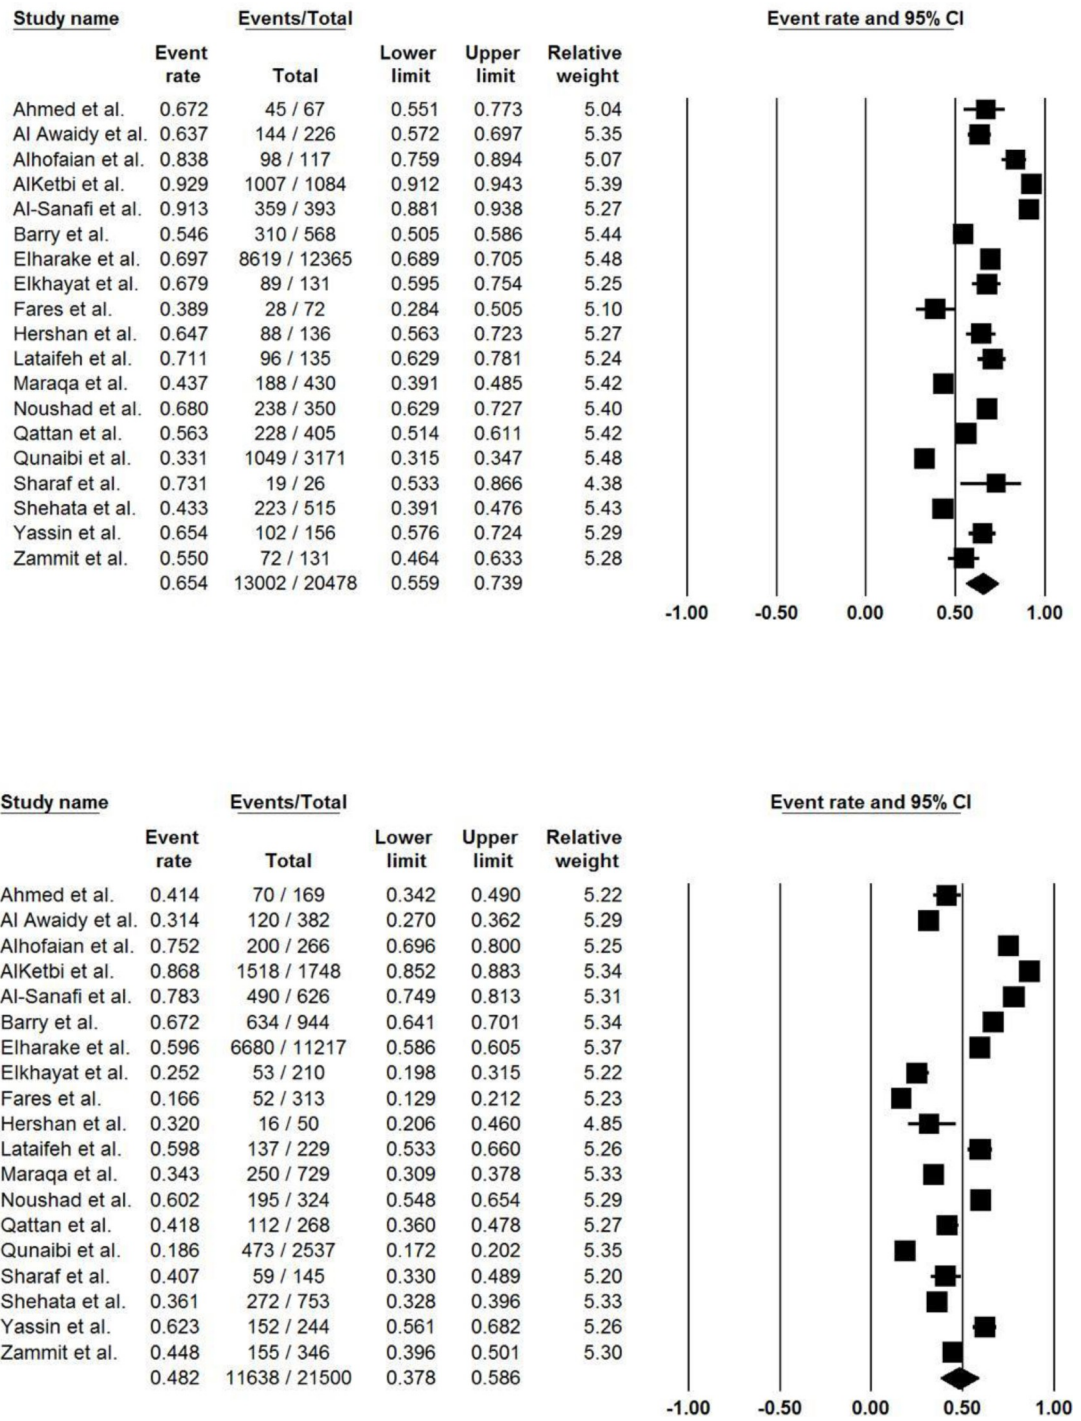 Study name Events/Total Event rate and 95% CI
Event Lower Upper Relative
rate Total limit limit weight
Ahmed et al. 0.672 45 / 67 0.551 0.773 5.04
Al Awaidy et al. 0.637 144 / 226 0.572 0.697 5.35
Alhofaian et al. 0.838 98 / 117 0.759 0.894 5.07
AlKetbi et al. 0.929 1007 / 1084 0.912 0.943 5.39
Al-Sanafi et al. 0.913 359 / 393 0.881 0.938 5.27
Barry et al. 0.546 310 / 568 0.505 0.586 5.44
Elharake et al. 0.697 8619 / 12365 0.689 0.705 5.48
Elkhayat et al. 0.679 89 / 131 0.595 0.754 5.25
Fares et al. 0.389 28 / 72 0.284 0.505 5.10
Hershan et al. 0.647 88 / 136 0.563 0.723 5.27
Lataifeh et al. 0.711 96 / 135 0.629 0.781 5.24
Maraqa et al. 0.437 188 / 430 0.391 0.485 5.42
Noushad et al. 0.680 238 / 350 0.629 0.727 5.40
Qattan et al. 0.563 228 / 405 0.514 0.611 5.42
Qunaibi et al. 0.331 1049 / 3171 0.315 0.347 5.48
Sharaf et al. 0.731 19 / 26 0.533 0.866 4.38
Shehata et al. 0.433 223 / 515 0.391 0.476 5.43
Yassin et al. 0.654 102 / 156 0.576 0.724 5.29
Zammit et al. 0.550 72 / 131 0.464 0.633 5.28
0.654 13002 / 20478 0.559 0.739
-1.00 -0.50 0.00 0.50 1.00
Study name Events/Total Event rate and 95% CI
Event Lower Upper Relative
rate Total limit limit weight
Ahmed et al. 0.414 70 / 169 0.342 0.490 5.22
Al Awaidy et al. 0.314 120 / 382 0.270 0.362 5.29
Alhofaian et al. 0.752 200 / 266 0.696 0.800 5.25
AlKetbi et al. 0.868 1518 / 1748 0.852 0.883 5.34
Al-Sanafi et al. 0.783 490 / 626 0.749 0.813 5.31
Barry et al. 0.672 634 / 944 0.641 0.701 5.34
Elharake et al. 0.596 6680 / 11217 0.586 0.605 5.37
Elkhayat et al. 0.252 53 / 210 0.198 0.315 5.22
Fares et al. 0.166 52 / 313 0.129 0.212 5.23
Hershan et al. 0.320 16 / 50 0.206 0.460 4.85
Lataifeh et al. 0.598 137 / 229 0.533 0.660 5.26
Maraqa et al. 0.343 250 / 729 0.309 0.378 5.33
Noushad et al. 0.602 195 / 324 0.548 0.654 5.29
Qattan et al. 0.418 112 / 268 0.360 0.478 5.27
Qunaibi et al. 0.186 473 / 2537 0.172 0.202 5.35
Sharaf et al. 0.407 59 / 145 0.330 0.489 5.20
Shehata et al. 0.361 272 / 753 0.328 0.396 5.33
Yassin et al. 0.623 152 / 244 0.561 0.682 5.26
Zammit et al. 0.448 155 / 346 0.396 0.501 5.30
0.482 11638 / 21500 0.378 0.586
-1.00 -0.50 0.00 0.50 1.00